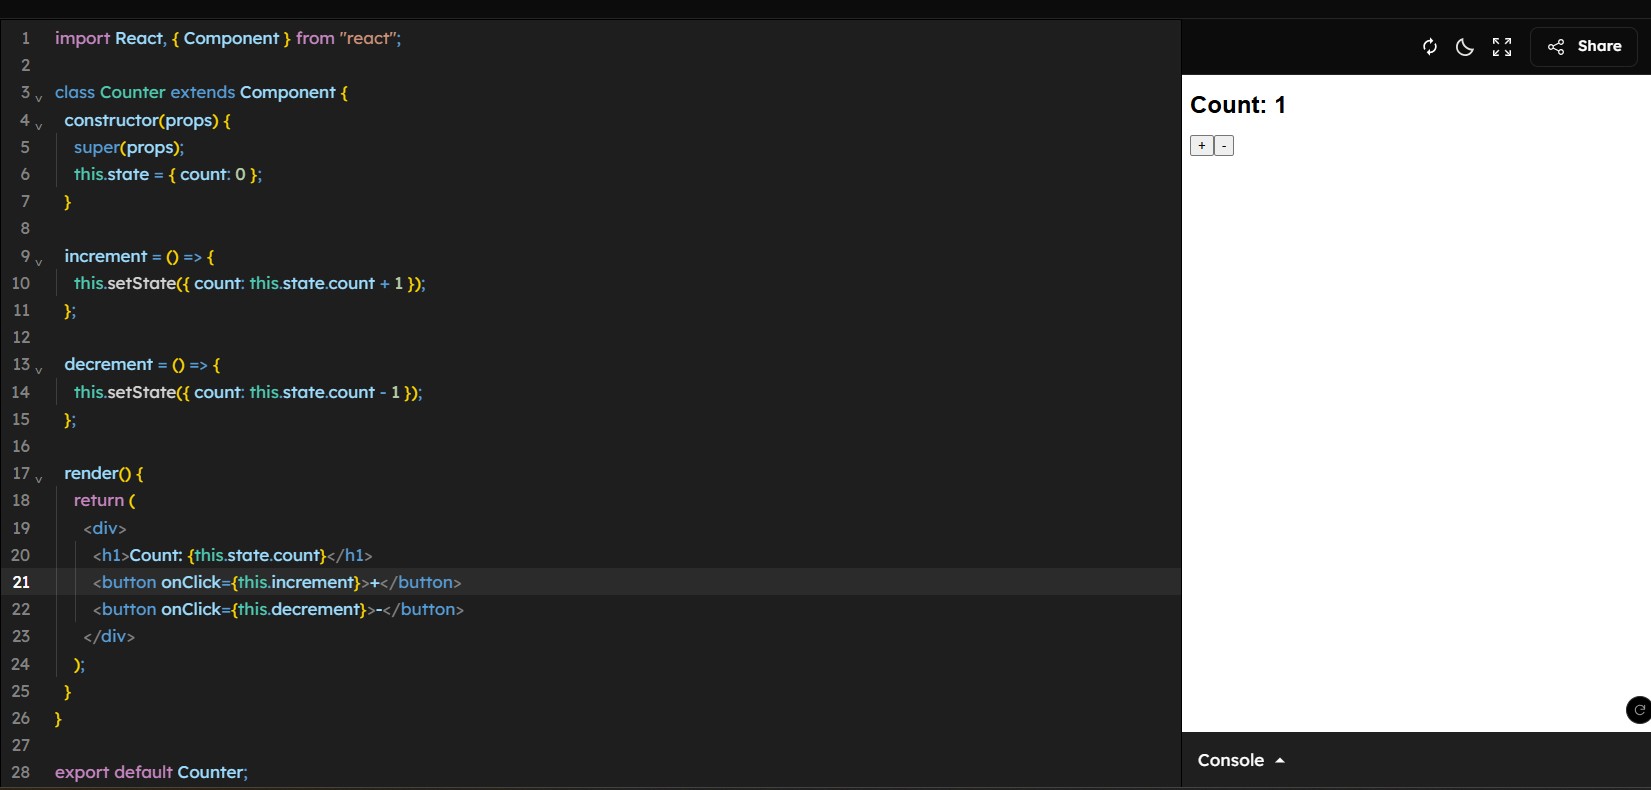 1 import React, { Component } from "react";
2
3 class Counter extends Component {
4 constructor(props) {
5 super(props);
6 this.state = { count: 0 };
7 }
8
9 increment = () => {
10 this.setState({ count: this.state.count + 1 });
11 };
12
13 decrement = () => {
14 this.setState({ count: this.state.count - 1 });
15 };
16
17 render() {
18 return (
19 <div>
20 <h1>Count: {this.state.count}</h1>
21 <button onClick={this.increment}>+</button>
22 <button onClick={this.decrement}>-</button>
23 </div>
24 );
25 }
26 }
27
28 export default Counter;
Share
Count: 1
+ -
Console